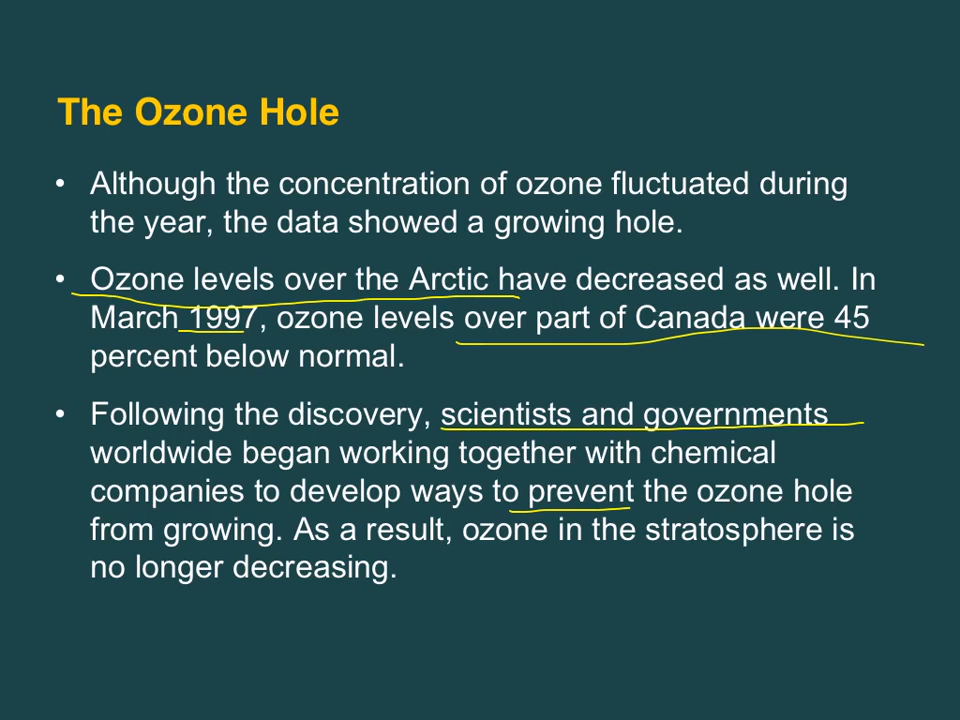 The Ozone Hole
• Although the concentration of ozone fluctuated during
the year, the data showed a growing hole.
• Ozone levels over the Arctic have decreased as well. In
March 1997, ozone levels over part of Canada were 45
percent below normal.
• Following the discovery, scientists and governments
worldwide began working together with chemical
companies to develop ways to prevent the ozone hole
from growing. As a result, ozone in the stratosphere is
no longer decreasing.